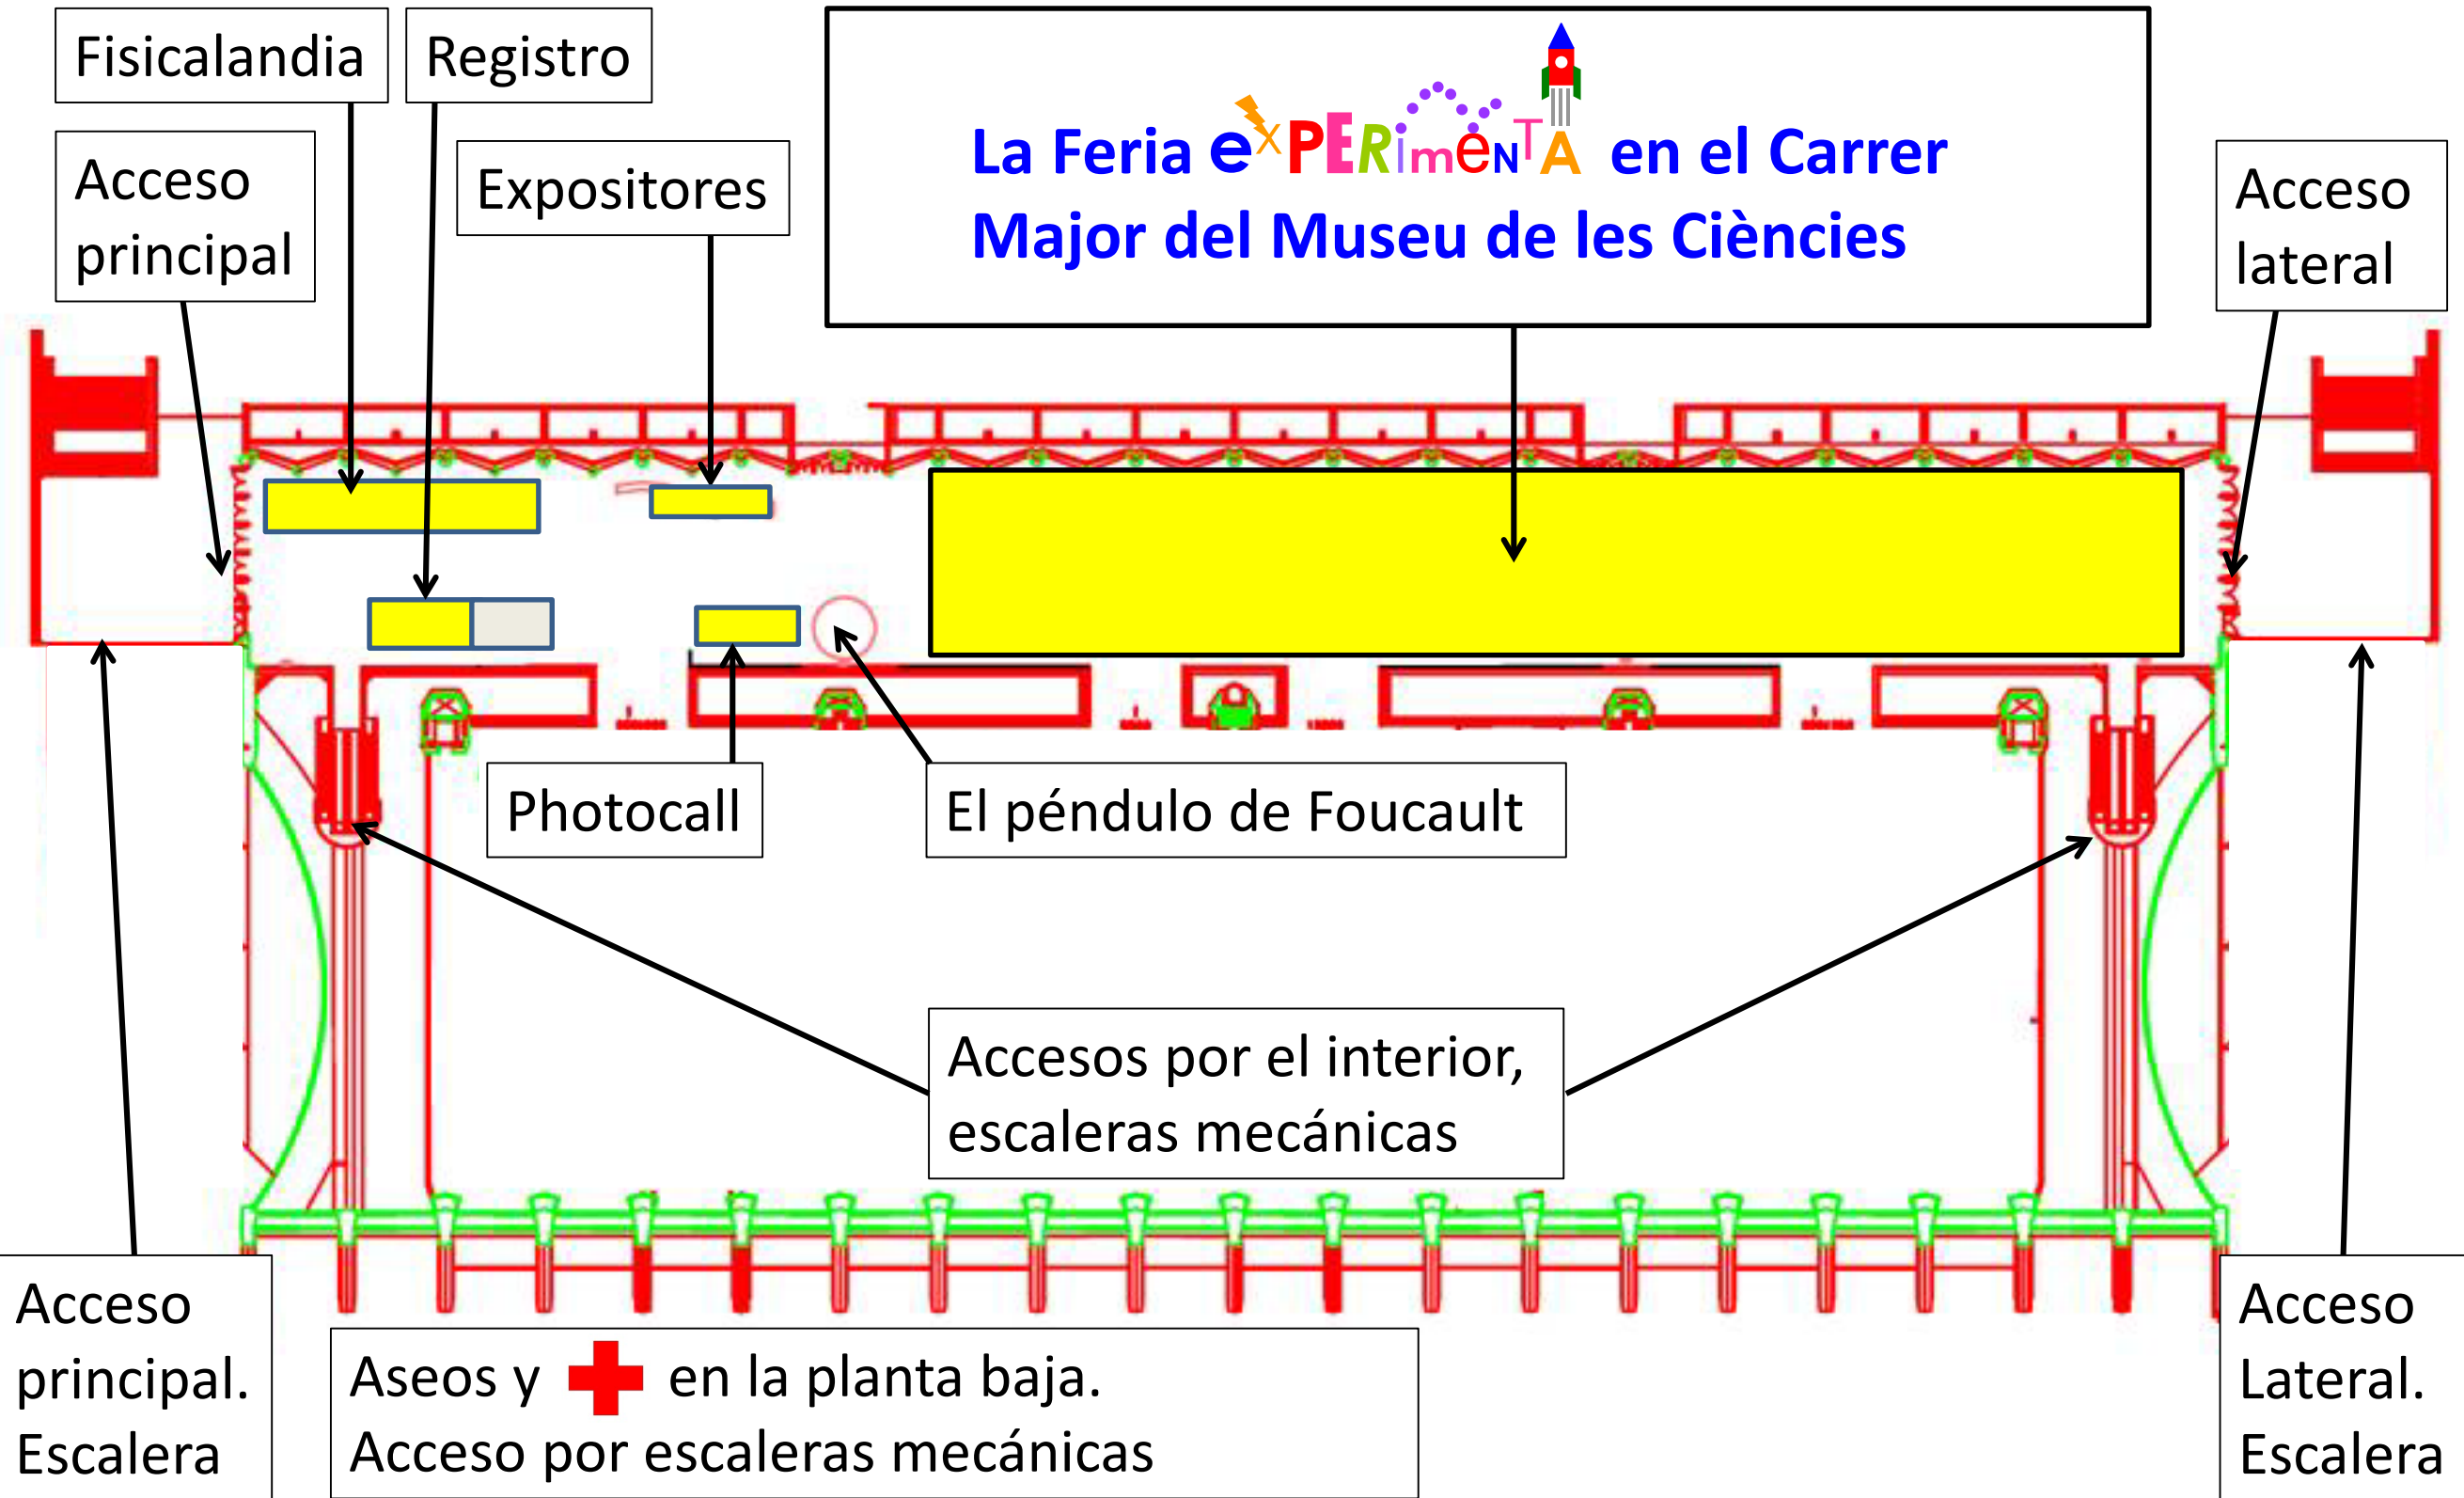 Fisicalandia
Registro
La Feria eXPERimeNTA en el Carrer
Major del Museu de les Ciències
Acceso
principal
Expositores
Acceso
lateral
Photocall
El péndulo de Foucault
Accesos por el interior,
escaleras mecánicas
Acceso
principal.
Escalera
Aseos y en la planta baja.
Acceso por escaleras mecánicas
Acceso
Lateral.
Escalera